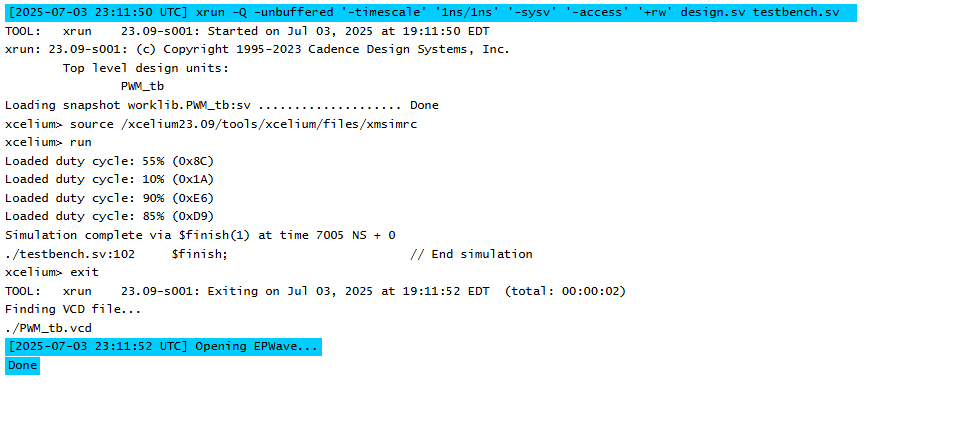 [2025-07-03 23:11:50 UTC] xrun -Q -unbuffered '-timescale' '1ns/1ns' '-sysv' '-access' '+rw' design.sv testbench.sv
TOOL: xrun 23.09-s001: Started on Jul 03, 2025 at 19:11:50 EDT
xrun: 23.09-s001: (c) Copyright 1995-2023 Cadence Design Systems, Inc.
Top level design units:
PWM_tb
Loading snapshot worklib.PWM_tb:sv .................... Done
xcelium> source /xcelium23.09/tools/xcelium/files/xmsimrc
xcelium> run
Loaded duty cycle: 55% (0x8C)
Loaded duty cycle: 10% (0x1A)
Loaded duty cycle: 90% (0xE6)
Loaded duty cycle: 85% (0xD9)
Simulation complete via $finish(1) at time 7005 NS + 0
./testbench.sv:102 $finish; // End simulation
xcelium> exit
TOOL: xrun 23.09-s001: Exiting on Jul 03, 2025 at 19:11:52 EDT (total: 00:00:02)
Finding VCD file...
./PWM_tb.vcd
[2025-07-03 23:11:52 UTC] Opening EPWave...
Done